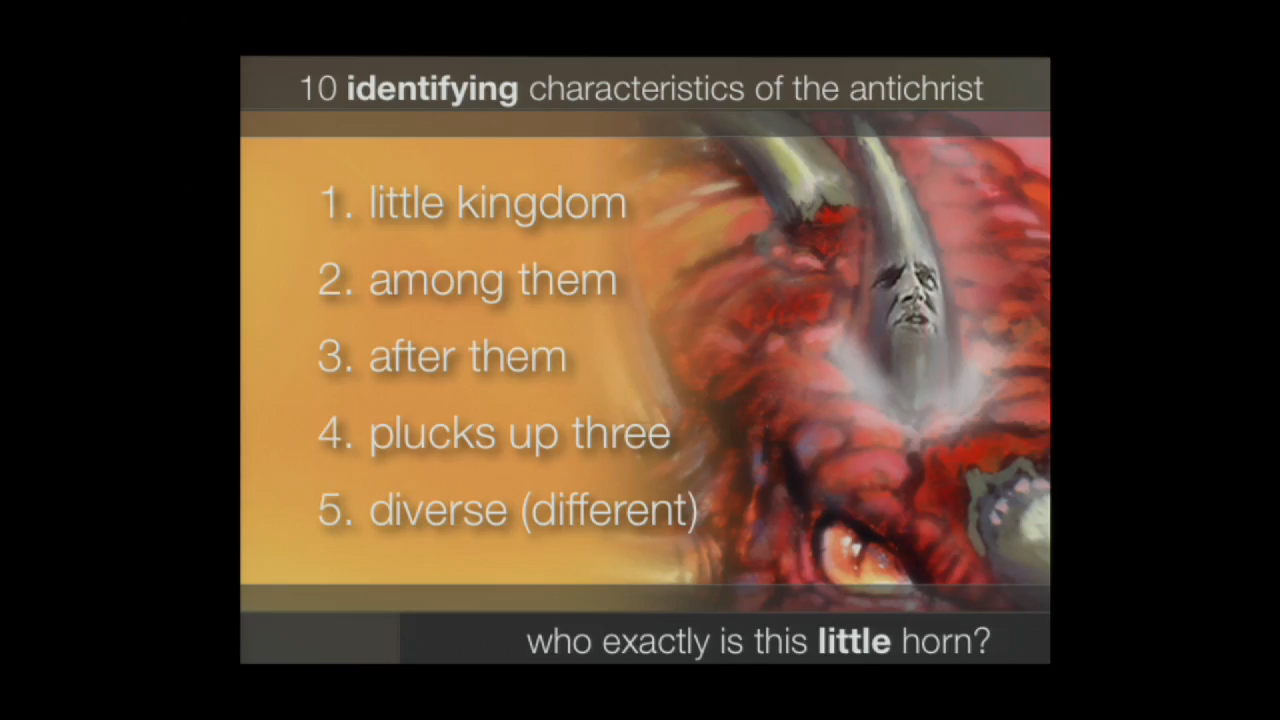 10 identifying characteristics of the antichrist
1. little kingdom
2. among them
3. after them
4. plucks up three
5. diverse (different)
who exactly is this little horn?